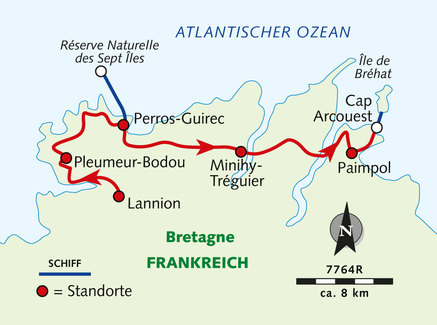 ATLANTISCHER OZEAN
Réserve Naturelle
des Sept Îles
Île de
Bréhat
Cap
Arcouest
Perros-Guirec
Pleumeur-Bodou
Minihy-
Tréguier
Paimpol
Lannion
Bretagne
FRANKREICH
N
SCHIFF
= Standorte
7764R
ca. 8 km